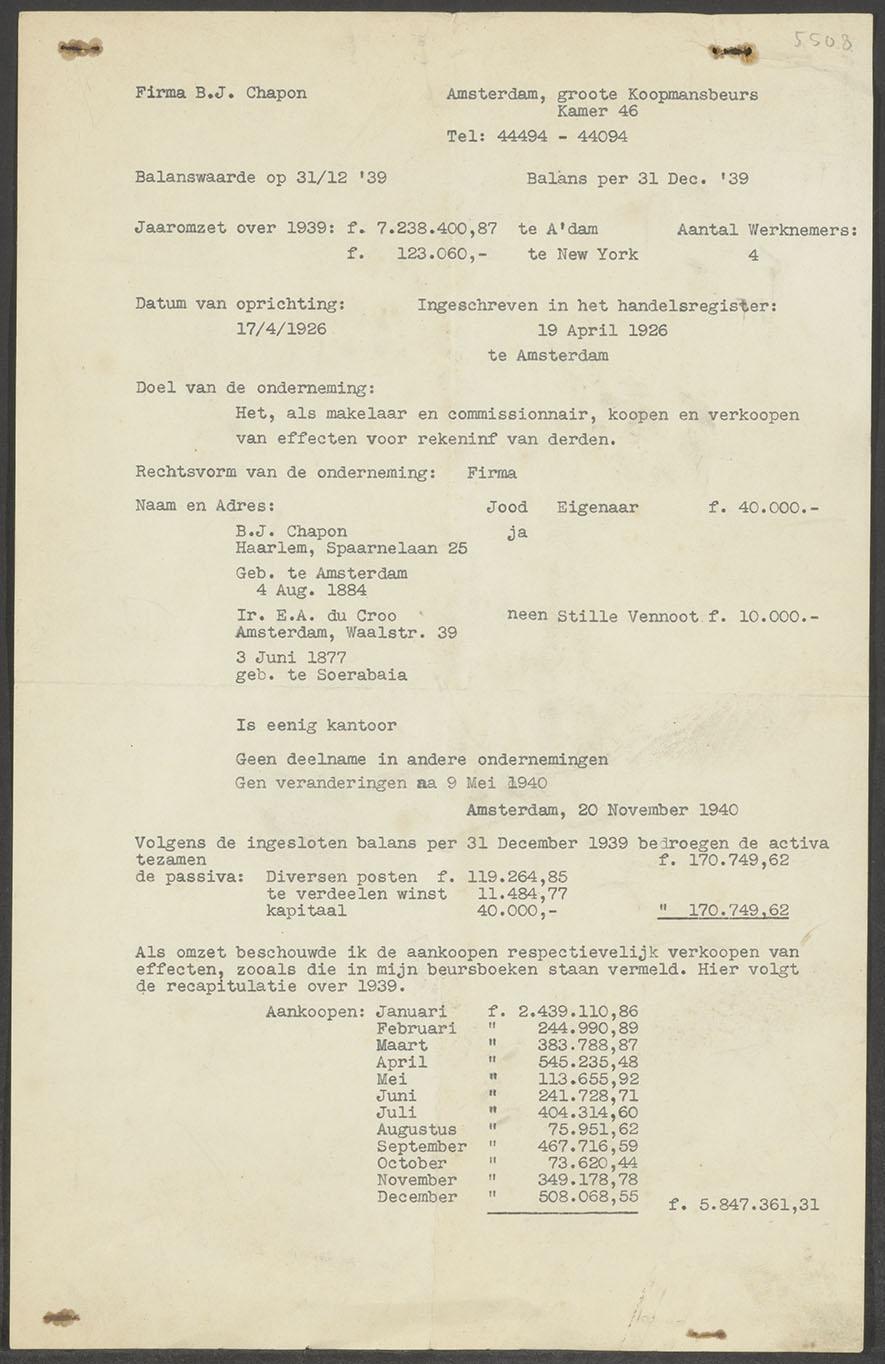 5508
Firma B.J. Chapon Amsterdam, groote Koopmansbeurs
Kamer 46
Tel: 44494 - 44094
Balanswaarde op 31/12 '39 Balans per 31 Dec. '39
Jaaromzet over 1939: f. 7.238.400,87 te A'dam Aantal Werknemers:
f. 123.060,- te New York 4
Datum van oprichting: Ingeschreven in het handelsregister:
17/4/1926 19 April 1926
te Amsterdam
Doel van de onderneming:
Het, als makelaar en commissionnair, koopen en verkoopen
van effecten voor rekeninf van derden.
Rechtsvorm van de onderneming: Firma
Naam en Adres: Jood Eigenaar f. 40.000.-
B.J. Chapon ja
Haarlem, Spaarnelaan 25
Geb. te Amsterdam
4 Aug. 1884
Ir. E.A. du Croo neen Stille Vennoot f. 10.000.-
Amsterdam, Waalstr. 39
3 Juni 1877
geb. te Soerabaia
Is eenig kantoor
Geen deelname in andere ondernemingen
Gen veranderingen aa 9 Mei 1940
Amsterdam, 20 November 1940
Volgens de ingesloten balans per 31 December 1939 bedroegen de activa
tezamen f. 170.749,62
de passiva: Diversen posten f. 119.264,85
te verdeelen winst 11.484,77
kapitaal 40.000,- " 170.749,62
Als omzet beschouwde ik de aankoopen respectievelijk verkoopen van
effecten, zooals die in mijn beursboeken staan vermeld. Hier volgt
de recapitulatie over 1939.
Aankoopen: Januari f. 2.439.110,86
Februari " 244.990,89
Maart " 383.788,87
April " 545.235,48
Mei " 113.655,92
Juni " 241.728,71
Juli " 404.314,60
Augustus " 75.951,62
September " 467.716,59
October " 73.620,44
November " 349.178,78
December " 508.068,55 f. 5.847.361,31